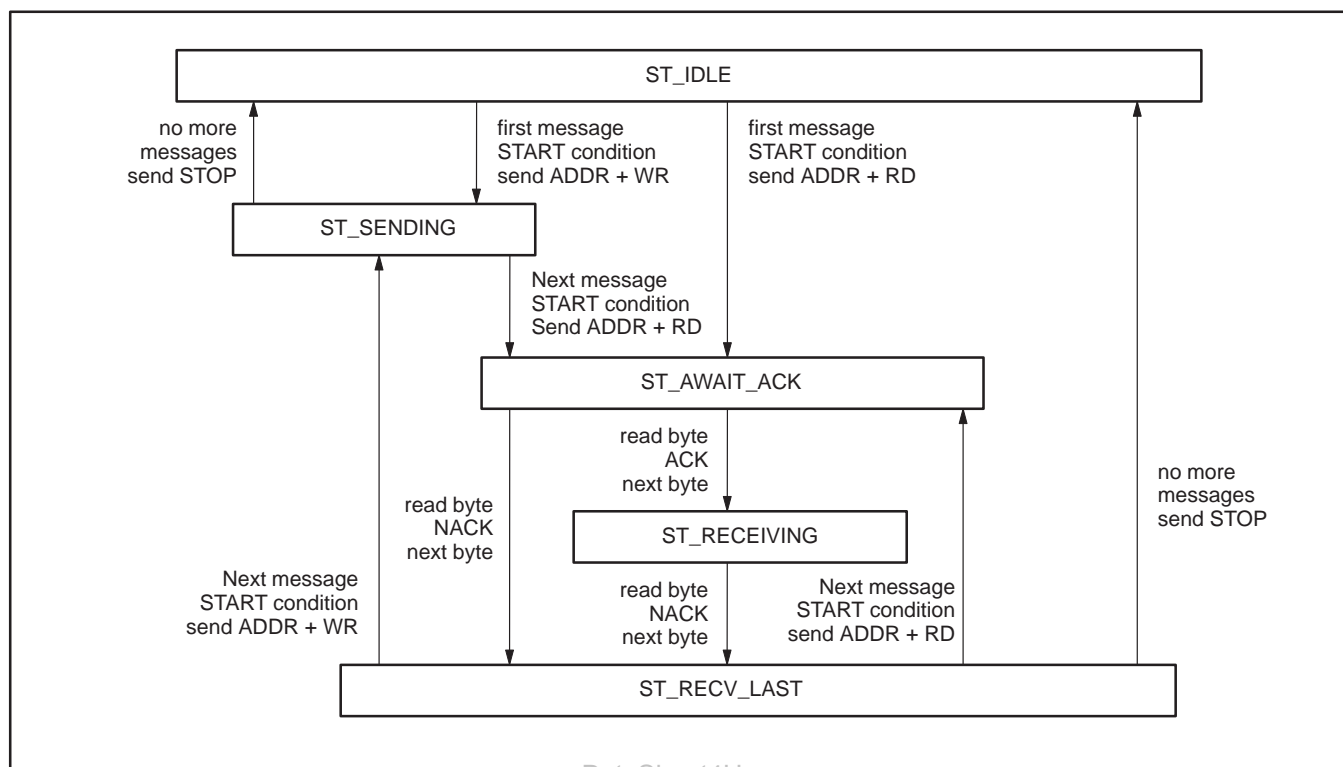 ST_IDLE
no more
messages
send STOP
first message
START condition
send ADDR + WR
first message
START condition
send ADDR + RD
ST_SENDING
Next message
START condition
Send ADDR + RD
ST_AWAIT_ACK
read byte
ACK
next byte
read byte
NACK
next byte
no more
messages
send STOP
ST_RECEIVING
Next message
START condition
send ADDR + WR
read byte
NACK
next byte
Next message
START condition
send ADDR + RD
ST_RECV_LAST